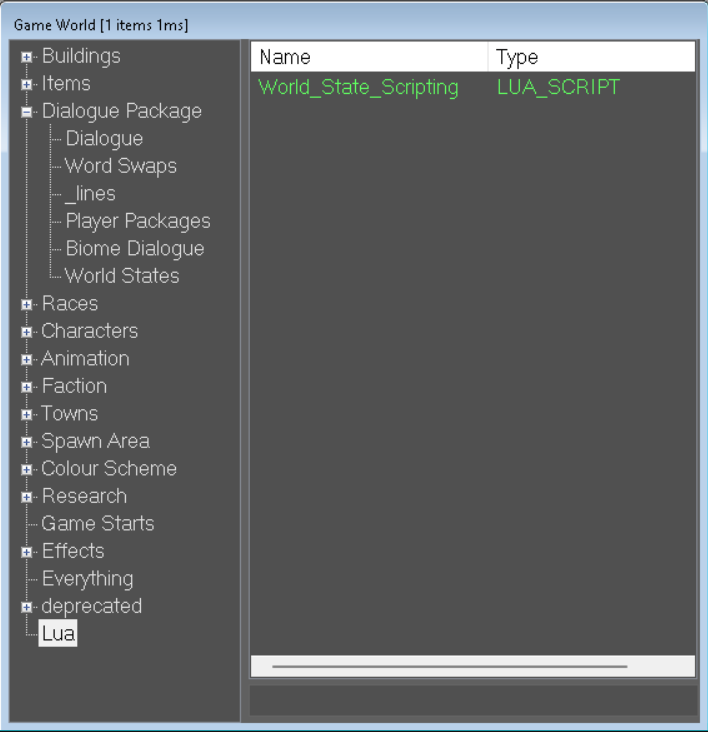 Game World [1 items 1ms]
Buildings
Items
Dialogue Package
Dialogue
Word Swaps
_lines
Player Packages
Biome Dialogue
World States
Races
Characters
Animation
Faction
Towns
Spawn Area
Colour Scheme
Research
Game Starts
Effects
Everything
deprecated
Lua
Name Type
World_State_Scripting LUA_SCRIPT